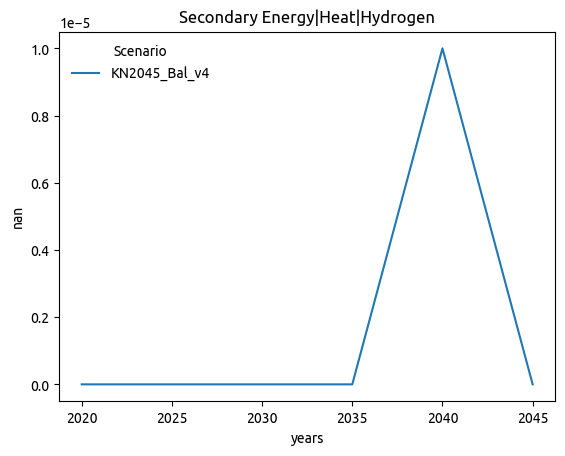 Secondary Energy|Heat|Hydrogen
1e−5
Scenario
KN2045_Bal_v4
1.0
0.8
0.6
0.4
0.2
0.0
nan
2020 2025 2030 2035 2040 2045
years